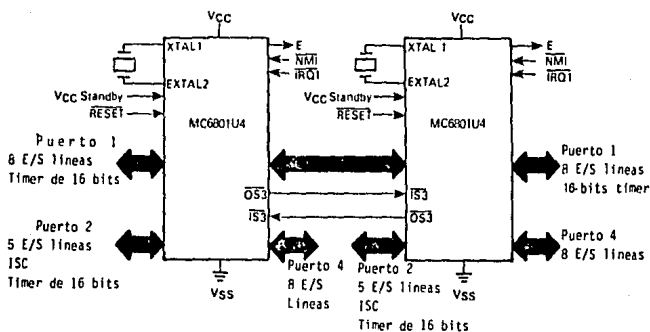 VCC
XTAL1
EXTAL2
E
NMI
IRQ1
VCC Standby
RESET
MC6801U4
Puerto 1
8 E/S lineas
Timer de 16 bits
OS3
IS3
Puerto 2
5 E/S lineas
ISC
Timer de 16 bits
Puerto 4
8 E/S
Lineas
VSS
VCC
XTAL 1
EXTAL2
E
NMI
IRQ1
VCC Standby
RESET
MC6801U4
Puerto 1
8 E/S lineas
16-bits timer
IS3
OS3
Puerto 2
5 E/S lineas
ISC
Timer de 16 bits
Puerto 4
8 E/S lineas
VSS